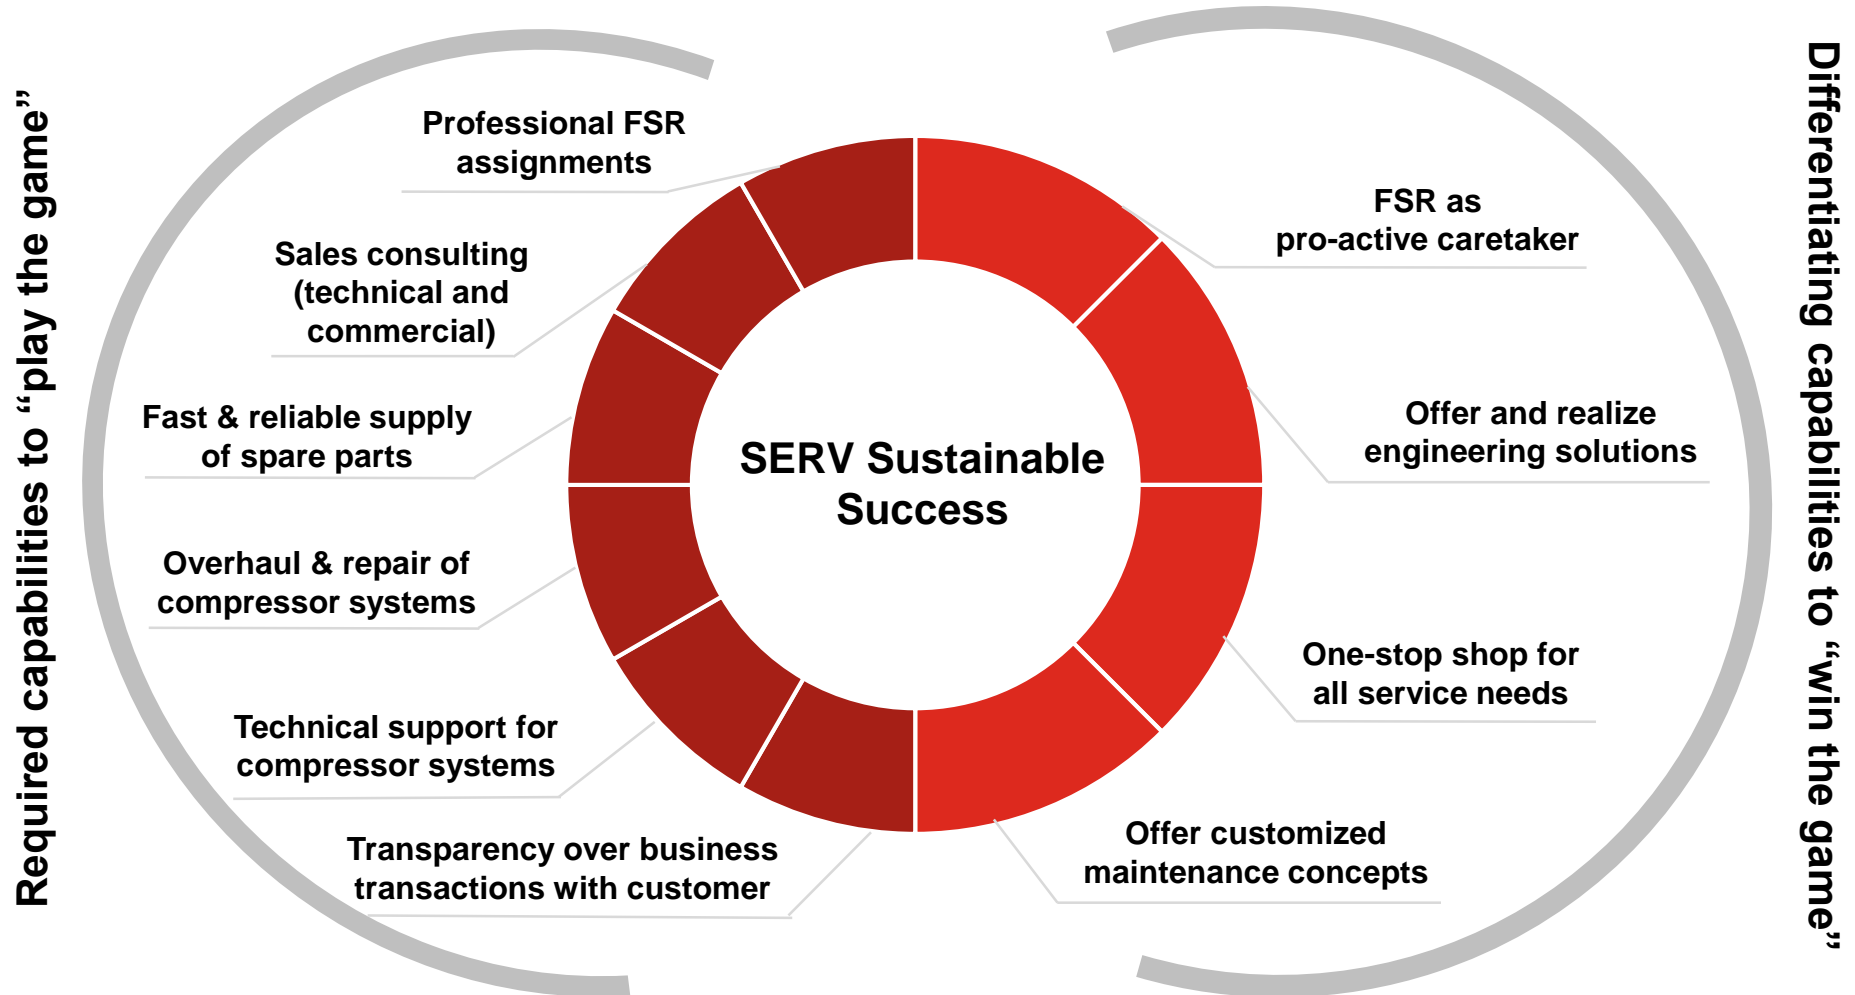 Required capabilities to “play the game”
Professional FSR
assignments
Sales consulting
(technical and
commercial)
Fast & reliable supply
of spare parts
Overhaul & repair of
compressor systems
Technical support for
compressor systems
Transparency over business
transactions with customer
SERV Sustainable
Success
FSR as
pro-active caretaker
Offer and realize
engineering solutions
One-stop shop for
all service needs
Offer customized
maintenance concepts
Differentiating capabilities to “win the game”